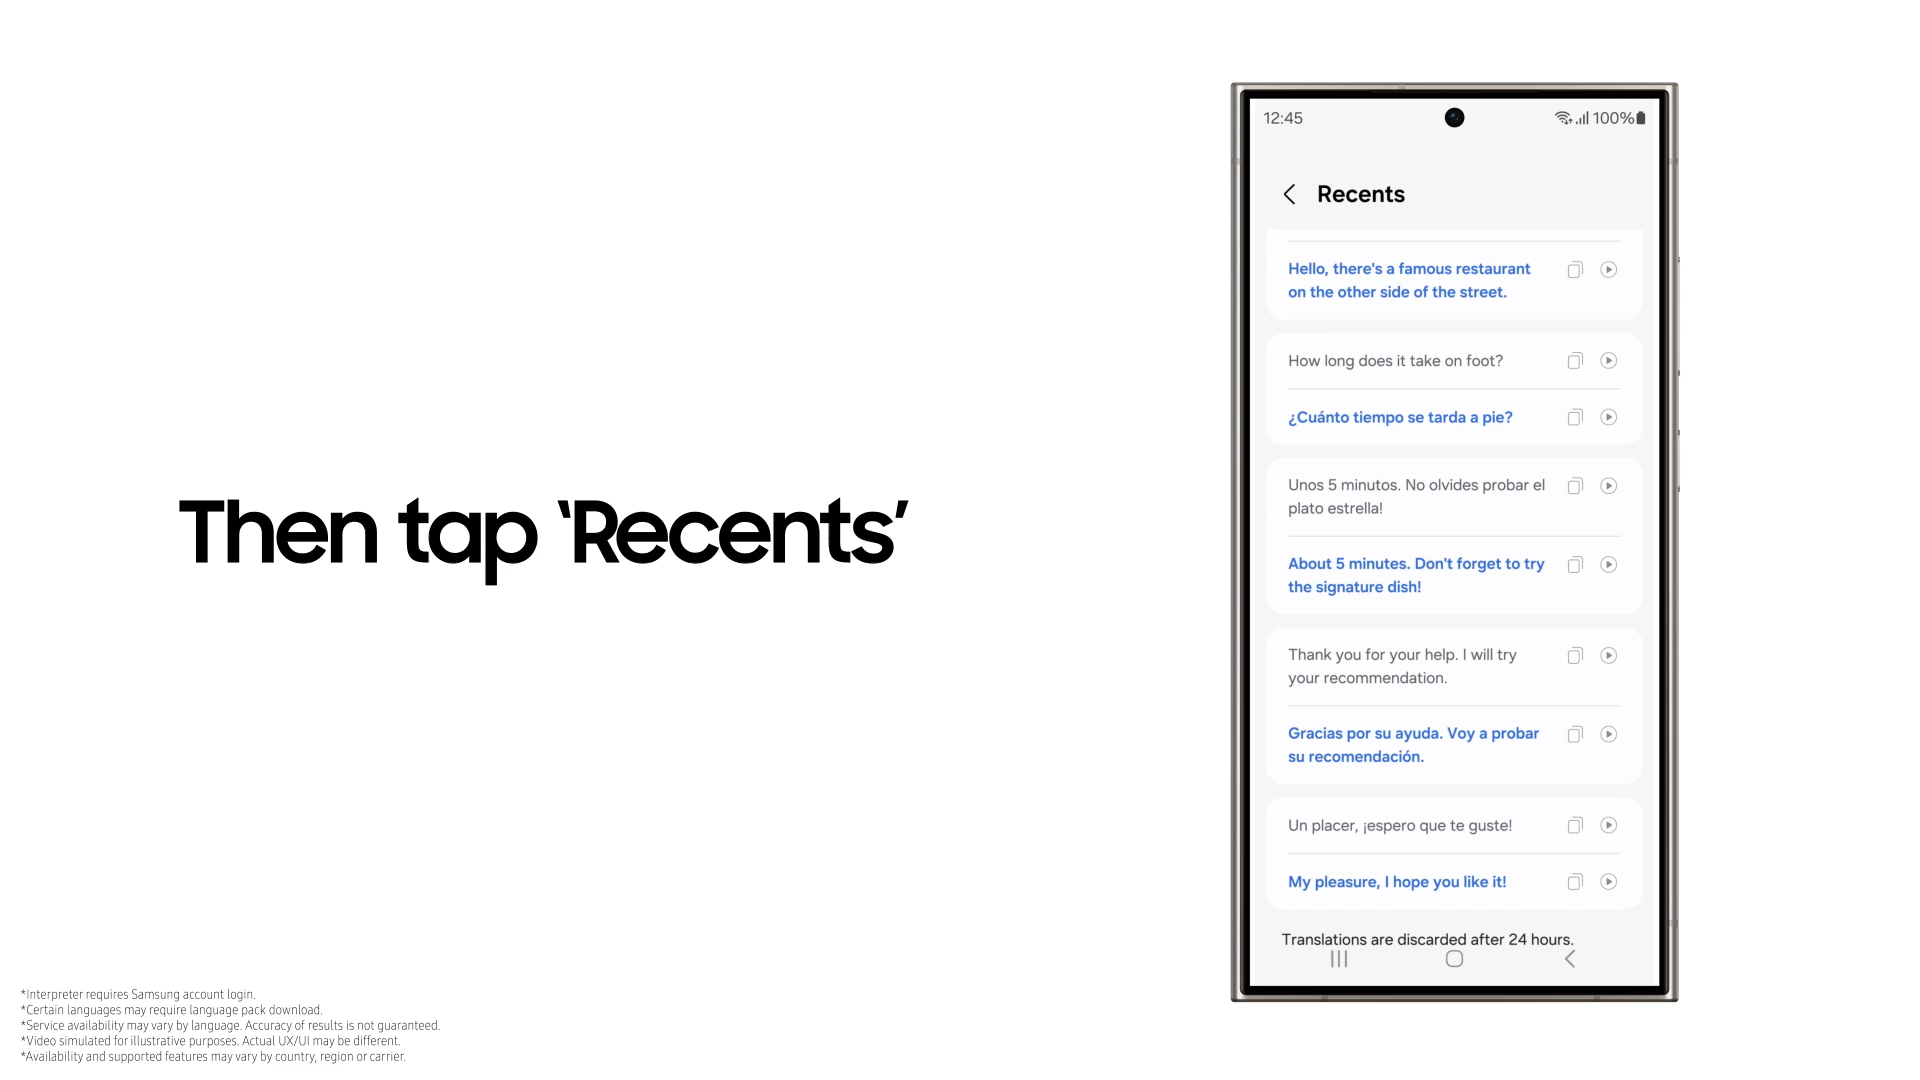 Then tap ‘Recents’
12:45
100%
Recents
Hello, there's a famous restaurant
on the other side of the street.
How long does it take on foot?
¿Cuánto tiempo se tarda a pie?
Unos 5 minutos. No olvides probar el
plato estrella!
About 5 minutes. Don't forget to try
the signature dish!
Thank you for your help. I will try
your recommendation.
Gracias por su ayuda. Voy a probar
su recomendación.
Un placer, ¡espero que te guste!
My pleasure, I hope you like it!
Translations are discarded after 24 hours.
*Interpreter requires Samsung account login.
*Certain languages may require language pack download.
*Service availability may vary by language. Accuracy of results is not guaranteed.
*Video simulated for illustrative purposes. Actual UX/UI may be different.
*Availability and supported features may vary by country, region or carrier.